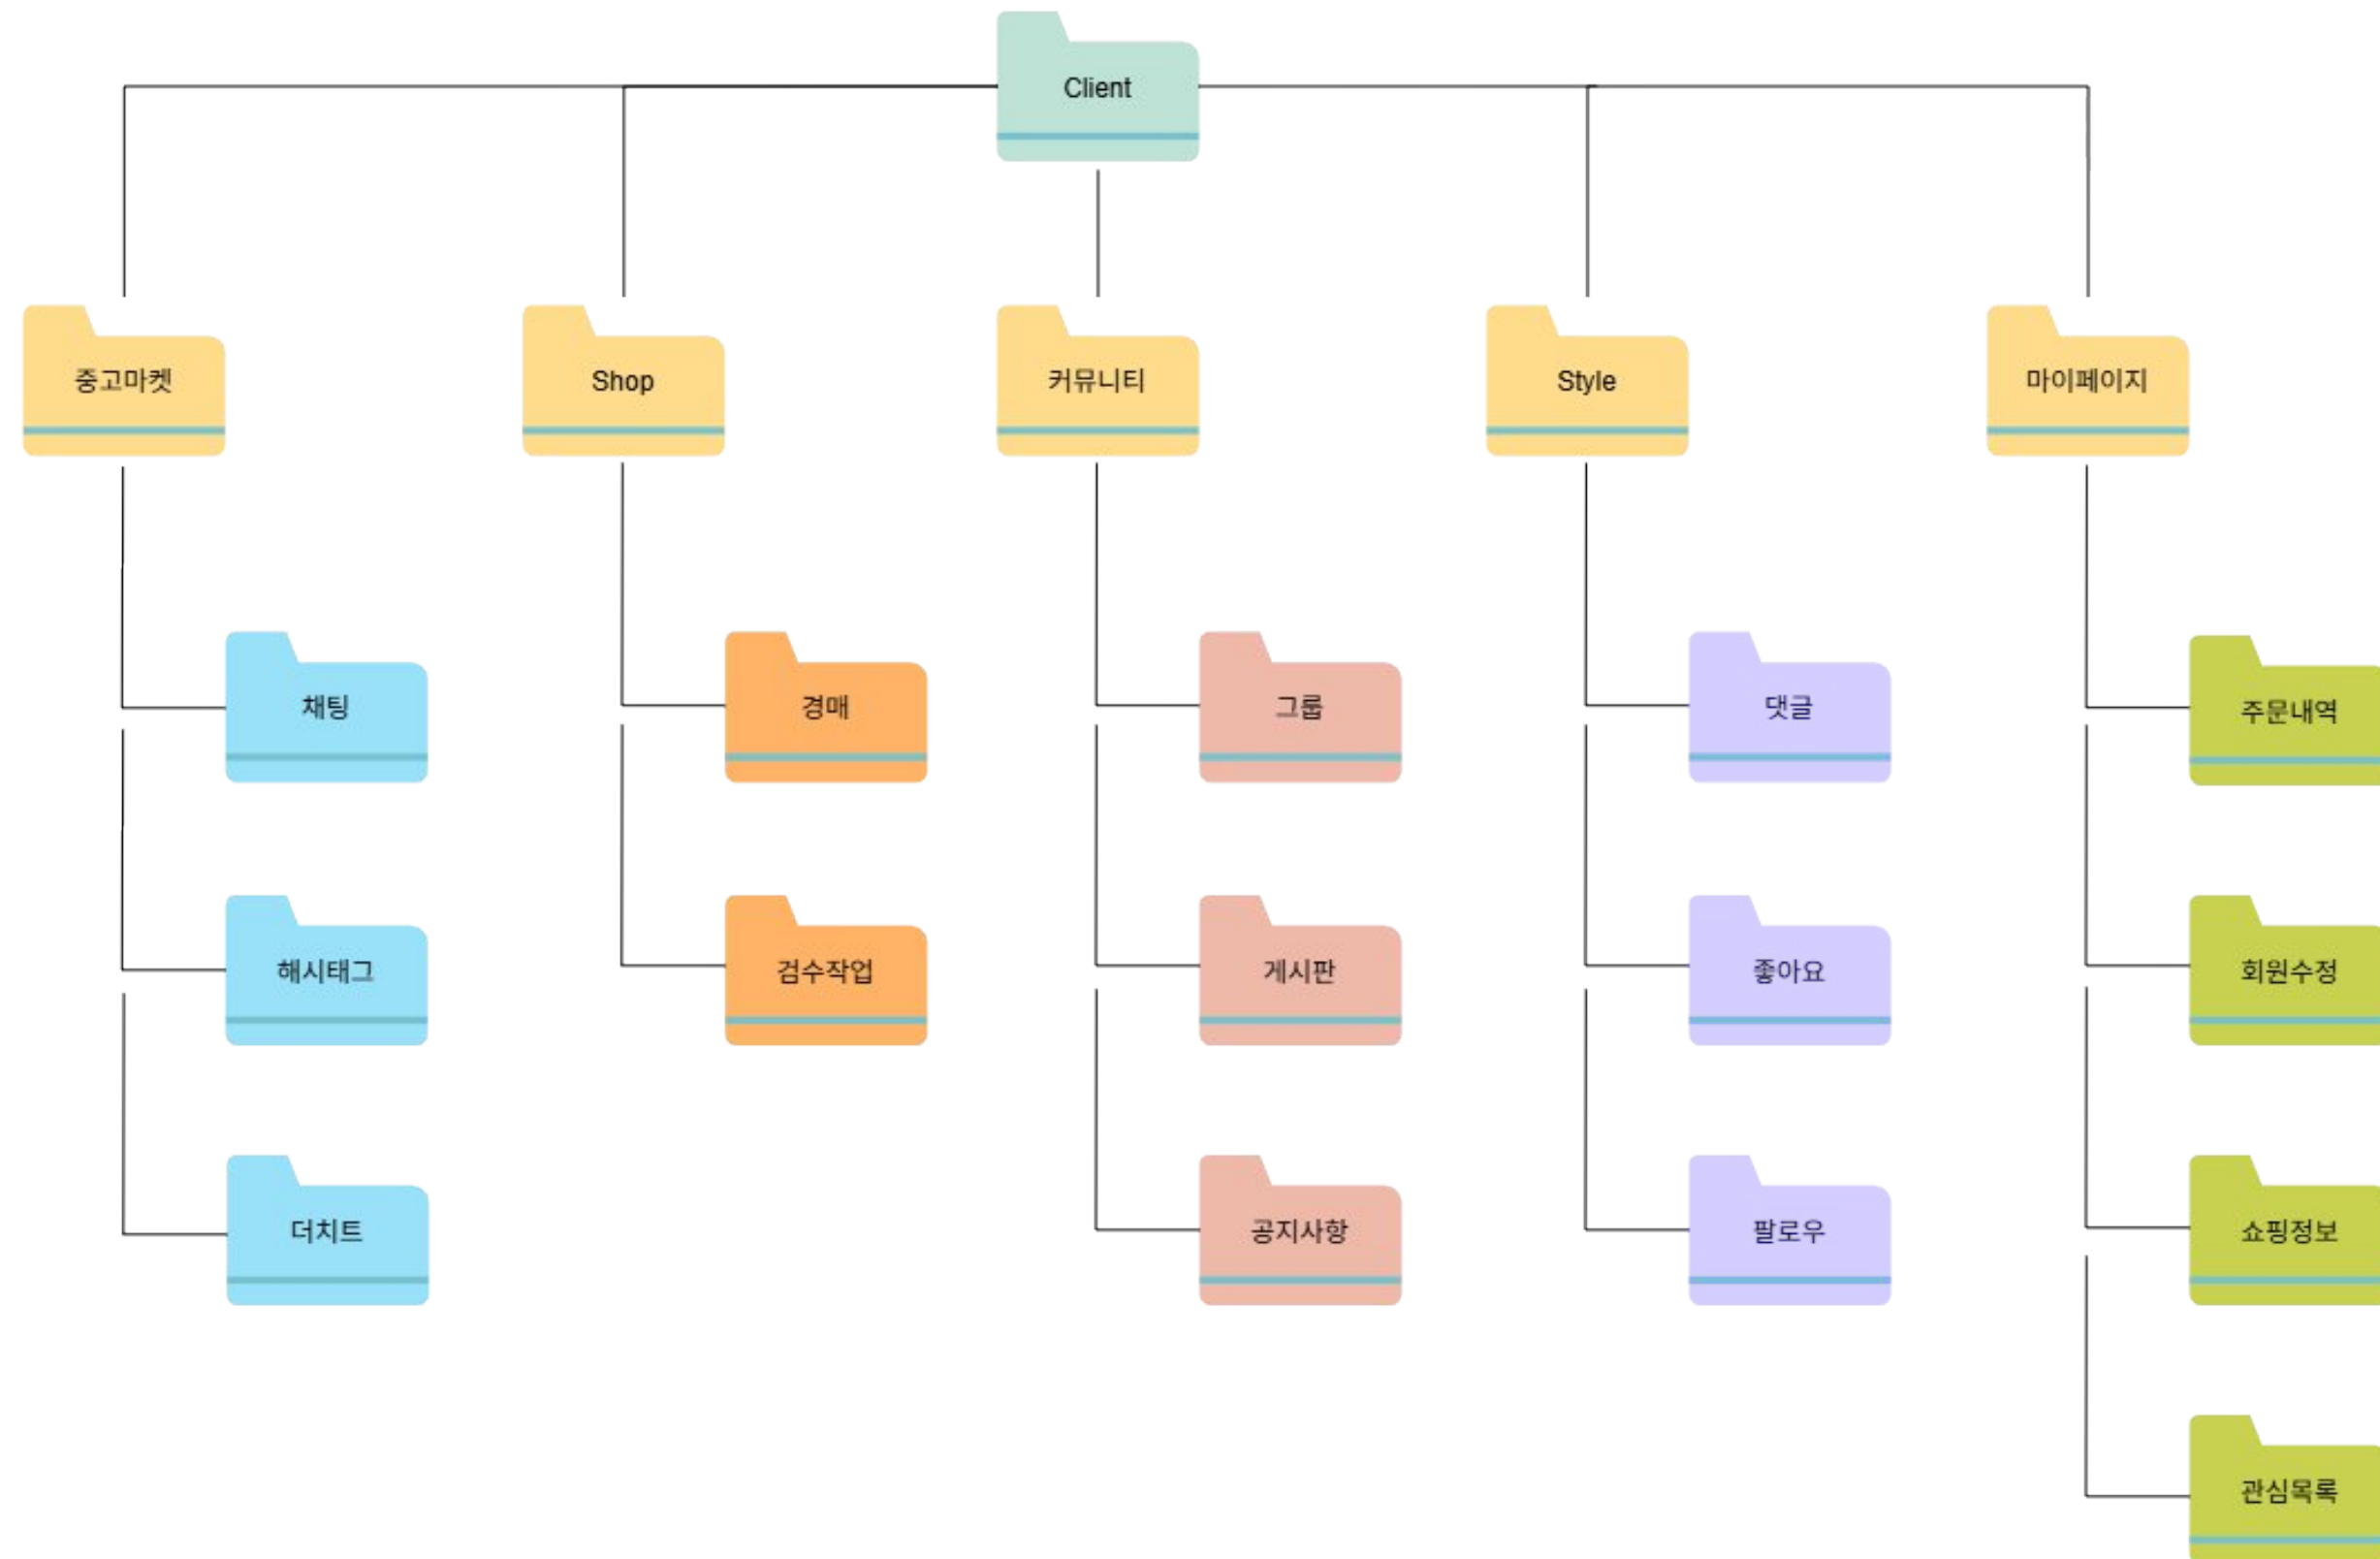 Client
중고마켓
Shop
커뮤니티
Style
마이페이지
채팅
경매
그룹
댓글
주문내역
해시태그
검수작업
게시판
좋아요
회원수정
더치트
공지사항
팔로우
쇼핑정보
관심목록